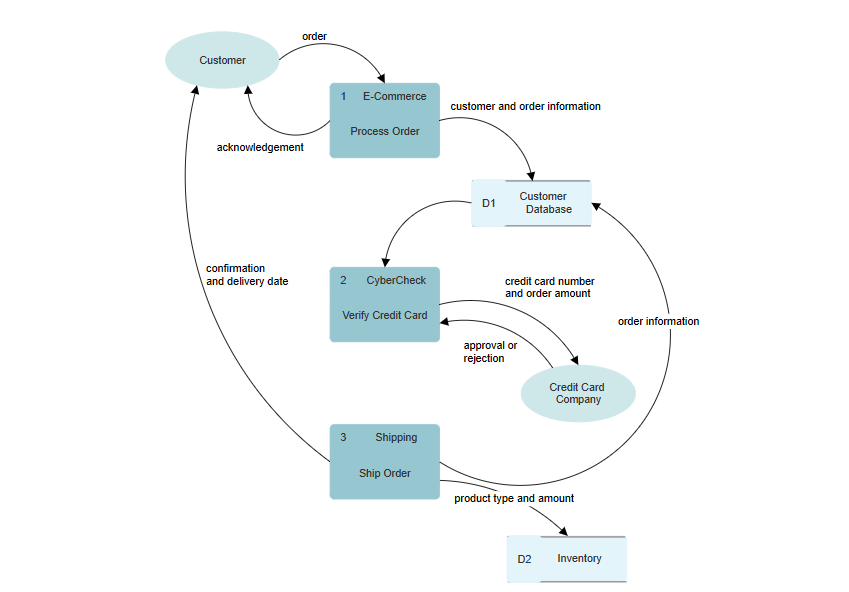 order
Customer
1 E-Commerce
Process Order
customer and order information
acknowledgement
D1
Customer
Database
confirmation
and delivery date
2 CyberCheck
Verify Credit Card
credit card number
and order amount
order information
approval or
rejection
Credit Card
Company
3 Shipping
Ship Order
product type and amount
D2 Inventory